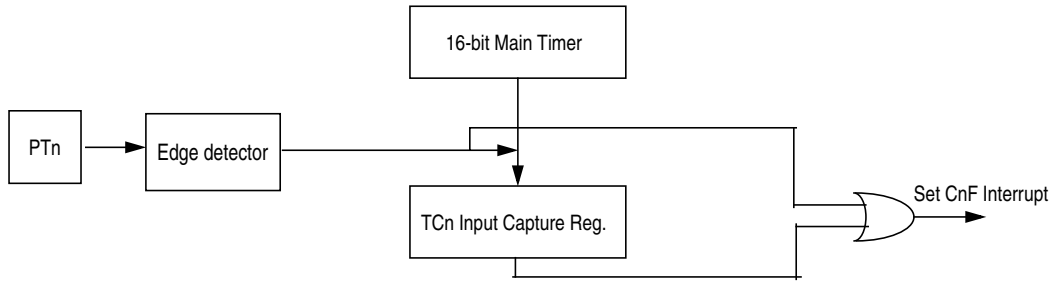 16-bit Main Timer
PTn
Edge detector
TCn Input Capture Reg.
Set CnF Interrupt